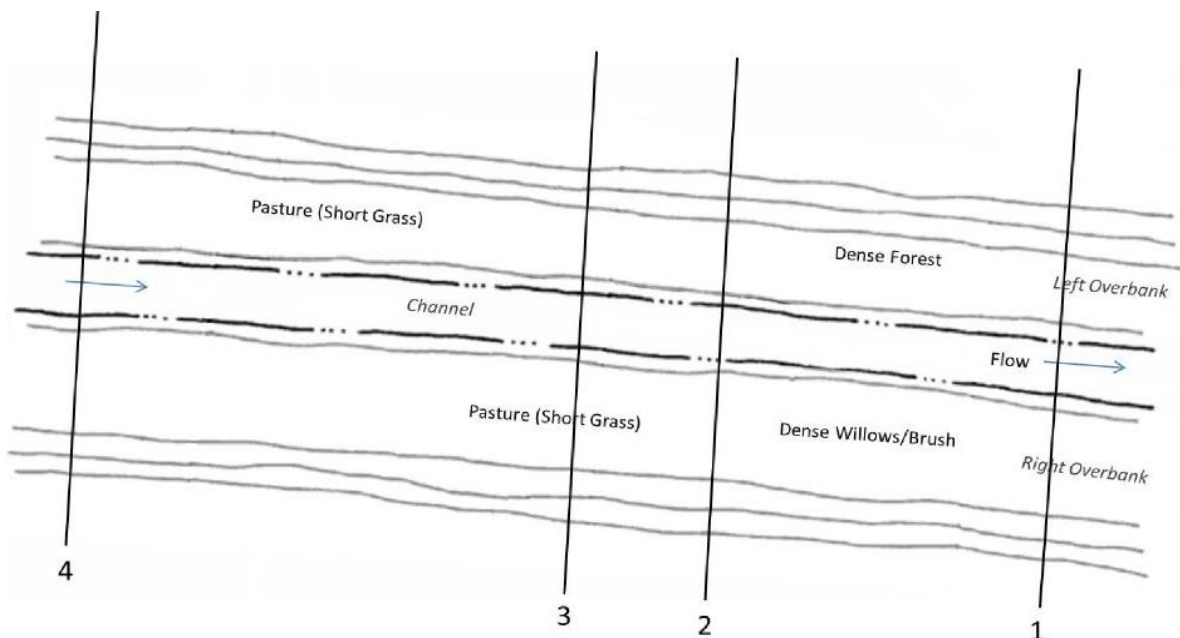 Pasture (Short Grass)
Dense Forest
Left Overbank
Channel
Flow
Pasture (Short Grass)
Dense Willows/Brush
Right Overbank
4
3
2
1